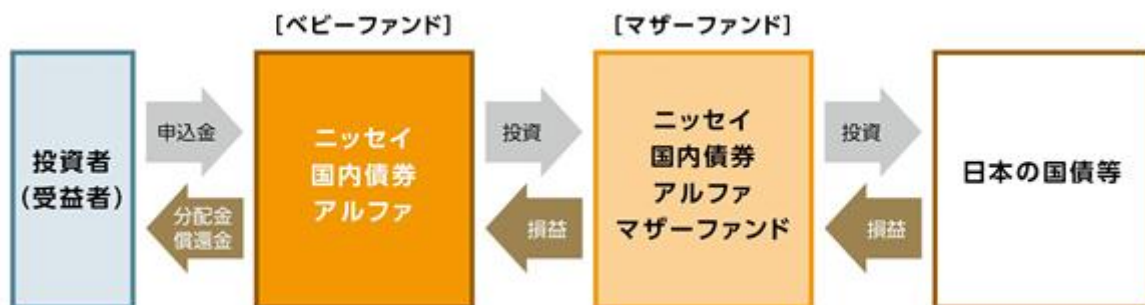 [ベビーファンド]
[マザーファンド]
投資者
(受益者)
申込金
分配金
償還金
ニッセイ
国内債券
アルファ
投資
損益
ニッセイ
国内債券
アルファ
マザーファンド
投資
損益
日本の国債等